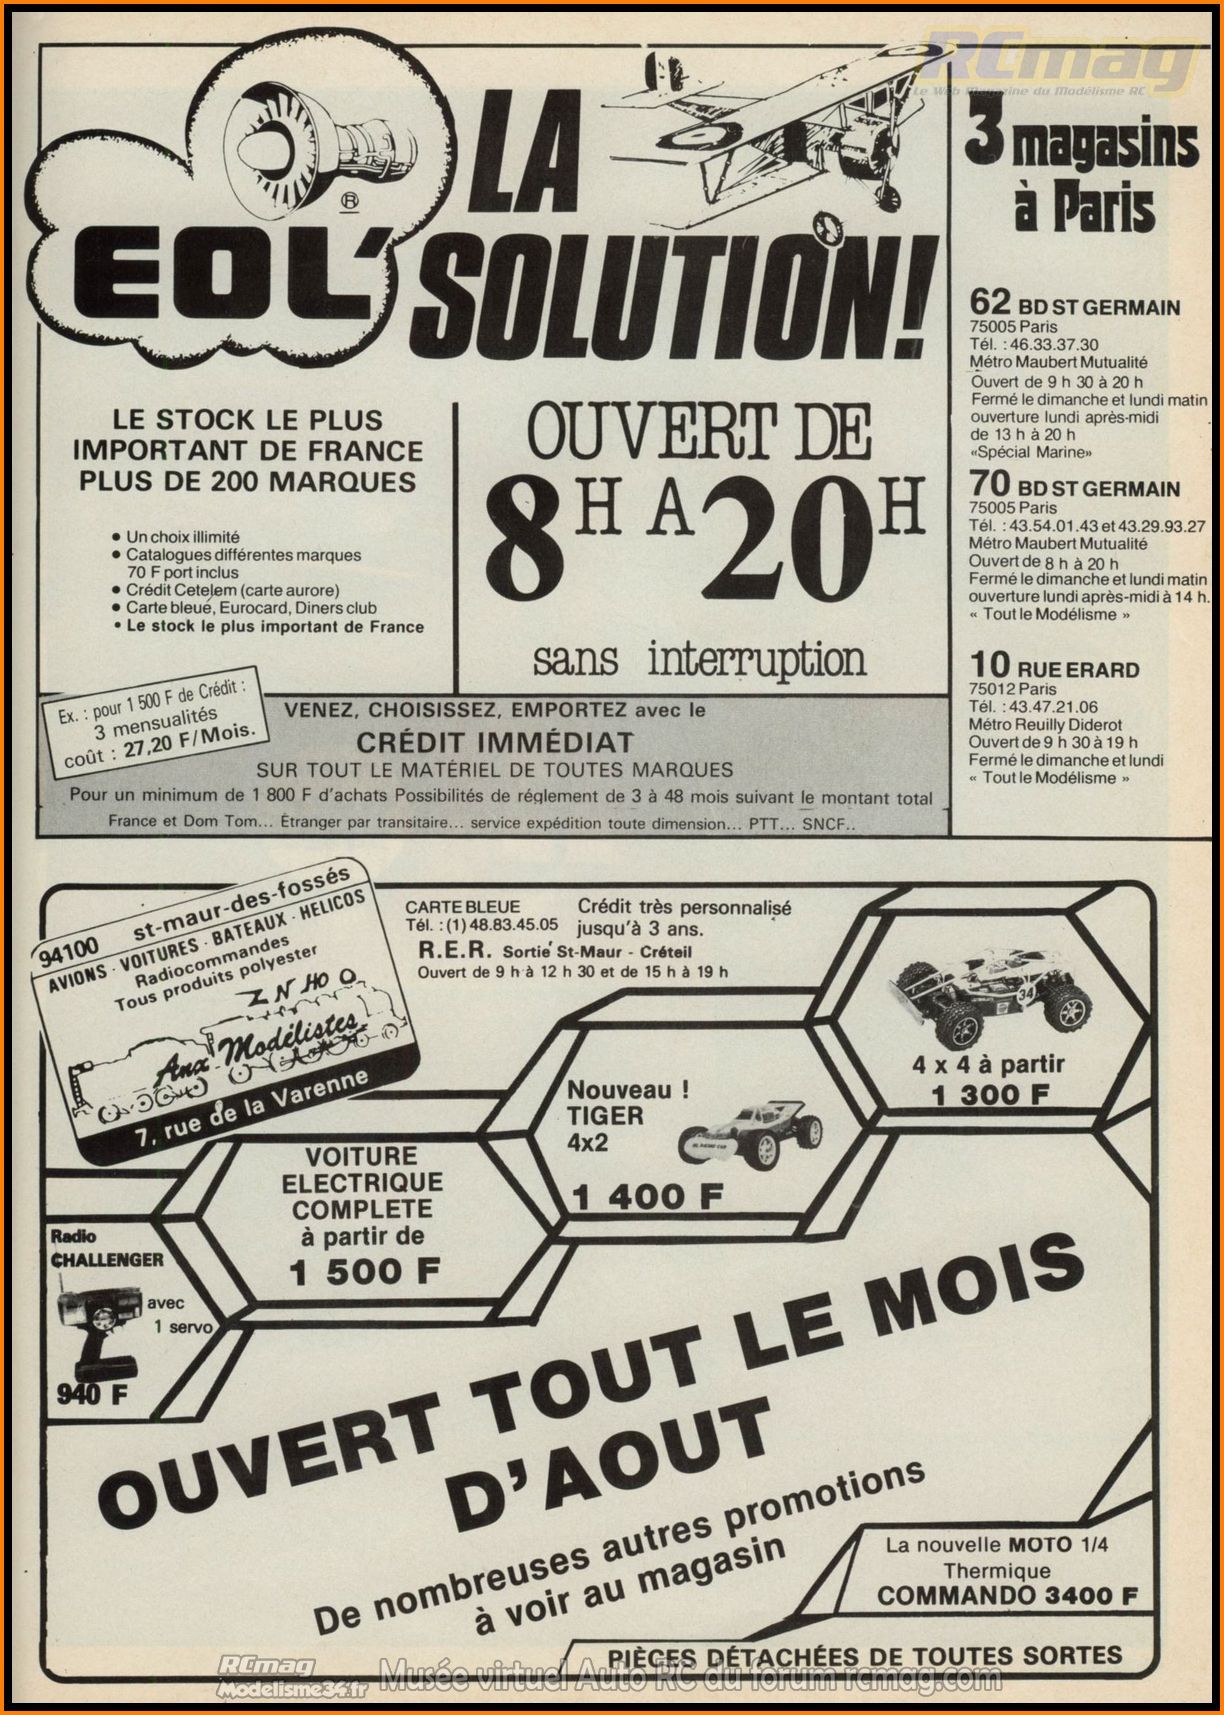 RCmag
Le Web Magazine du Modélisme RC
EOL'
®
LA
SOLUTION!
3 magasins
à Paris
LE STOCK LE PLUS
IMPORTANT DE FRANCE
PLUS DE 200 MARQUES
• Un choix illimité
• Catalogues différentes marques
70 F port inclus
• Crédit Cetelem (carte aurore)
• Carte bleue, Eurocard, Diners club
• Le stock le plus important de France
OUVERT DE
8H A 20H
sans interruption
62 BD ST GERMAIN
75005 Paris
Tél. : 46.33.37.30
Métro Maubert Mutualité
Ouvert de 9 h 30 à 20 h
Fermé le dimanche et lundi matin
ouverture lundi après-midi
de 13 h à 20 h
«Spécial Marine»
70 BD ST GERMAIN
75005 Paris
Tél. : 43.54.01.43 et 43.29.93.27
Métro Maubert Mutualité
Ouvert de 8 h à 20 h
Fermé le dimanche et lundi matin
ouverture lundi après-midi à 14 h.
« Tout le Modélisme »
10 RUE ERARD
75012 Paris
Tél. : 43.47.21.06
Métro Reuilly Diderot
Ouvert de 9 h 30 à 19 h
Fermé le dimanche et lundi
« Tout le Modélisme »
Ex. : pour 1 500 F de Crédit :
3 mensualités
coût : 27,20 F/Mois.
VENEZ, CHOISISSEZ, EMPORTEZ avec le
CRÉDIT IMMÉDIAT
SUR TOUT LE MATÉRIEL DE TOUTES MARQUES
Pour un minimum de 1 800 F d'achats Possibilités de réglement de 3 à 48 mois suivant le montant total
France et Dom Tom... Étranger par transitaire... service expédition toute dimension... PTT... SNCF..
94100 st-maur-des-fossés
AVIONS - VOITURES - BATEAUX - HELICOS
Radiocommandes
Tous produits polyester
Z N HO O
Anx Modélistes
7, rue de la Varenne
CARTE BLEUE
Tél. : (1) 48.83.45.05
Crédit très personnalisé
jusqu'à 3 ans.
R.E.R. Sortie St-Maur - Créteil
Ouvert de 9 h à 12 h 30 et de 15 h à 19 h
34
4 x 4 à partir
1 300 F
Nouveau !
TIGER
4x2
1 400 F
VOITURE
ELECTRIQUE
COMPLETE
à partir de
1 500 F
Radio
CHALLENGER
avec
1 servo
940 F
OUVERT TOUT LE MOIS
D'AOUT
De nombreuses autres promotions
à voir au magasin
La nouvelle MOTO 1/4
Thermique
COMMANDO 3400 F
PIÈCES DÉTACHÉES DE TOUTES SORTES
RCmag
Modelisme34.fr
Musée virtuel Auto RC du forum rcmag.com